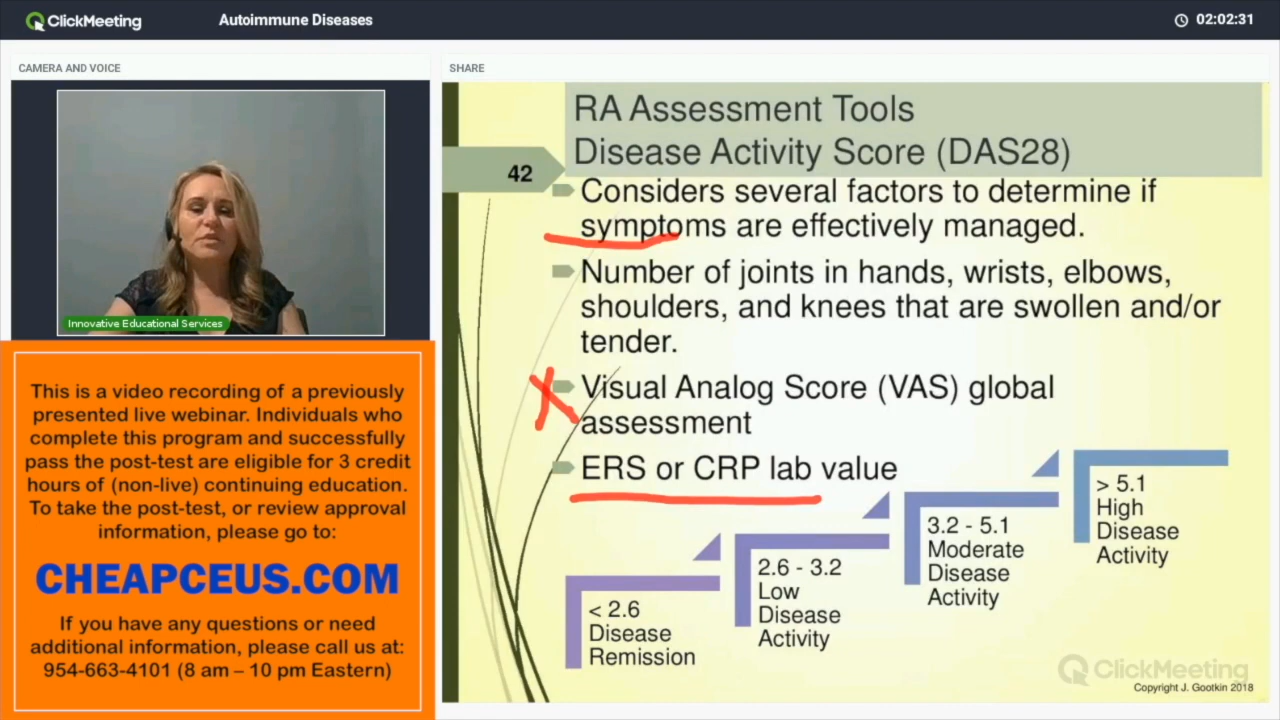 ClickMeeting
Autoimmune Diseases
02:02:31
CAMERA AND VOICE
Innovative Educational Services
This is a video recording of a previously
presented live webinar. Individuals who
complete this program and successfully
pass the post-test are eligible for 3 credit
hours of (non-live) continuing education.
To take the post-test, or review approval
information, please go to:
CHEAPCEUS.COM
If you have any questions or need
additional information, please call us at:
954-663-4101 (8 am – 10 pm Eastern)
SHARE
RA Assessment Tools
Disease Activity Score (DAS28)
42
Considers several factors to determine if
symptoms are effectively managed.
Number of joints in hands, wrists, elbows,
shoulders, and knees that are swollen and/or
tender.
Visual Analog Score (VAS) global
assessment
ERS or CRP lab value
< 2.6
Disease
Remission
2.6 - 3.2
Low
Disease
Activity
3.2 - 5.1
Moderate
Disease
Activity
> 5.1
High
Disease
Activity
ClickMeeting
Copyright J. Gootkin 2018